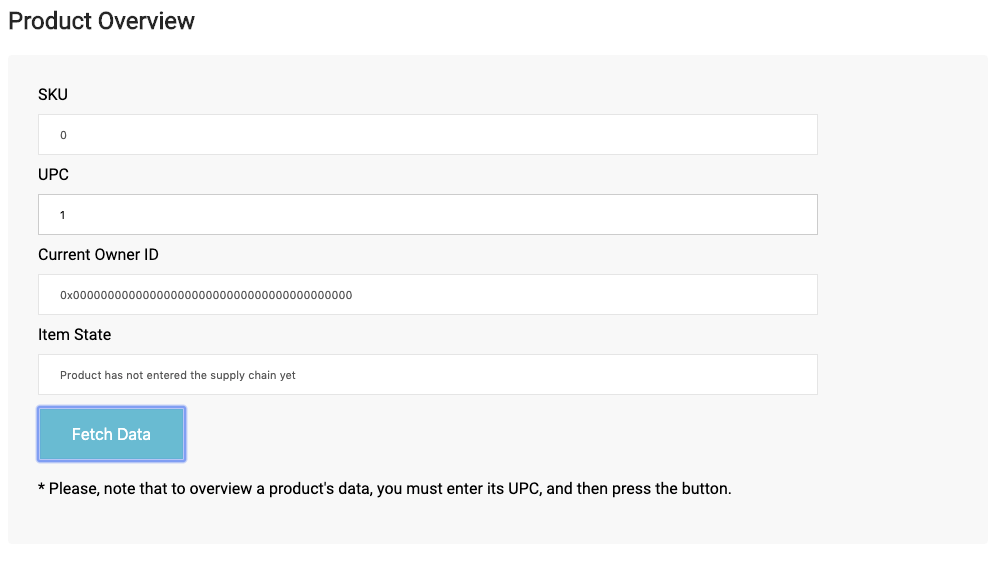 Product Overview
SKU
0
UPC
1
Current Owner ID
0x0000000000000000000000000000000000000000
Item State
Product has not entered the supply chain yet
Fetch Data
* Please, note that to overview a product's data, you must enter its UPC, and then press the button.